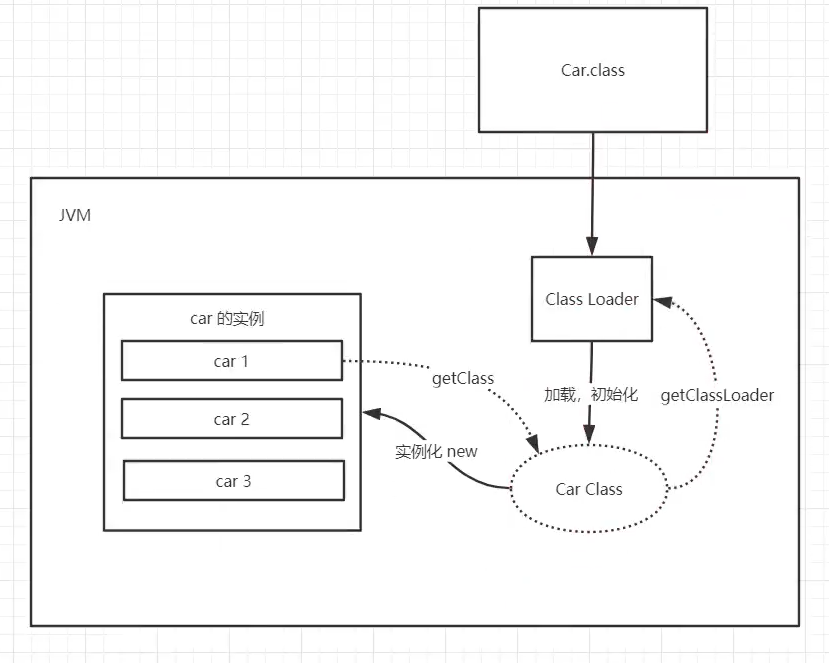 Car.class
JVM
Class Loader
car 的实例
car 1
getClass
加载，初始化
getClassLoader
car 2
实例化 new
car 3
Car Class